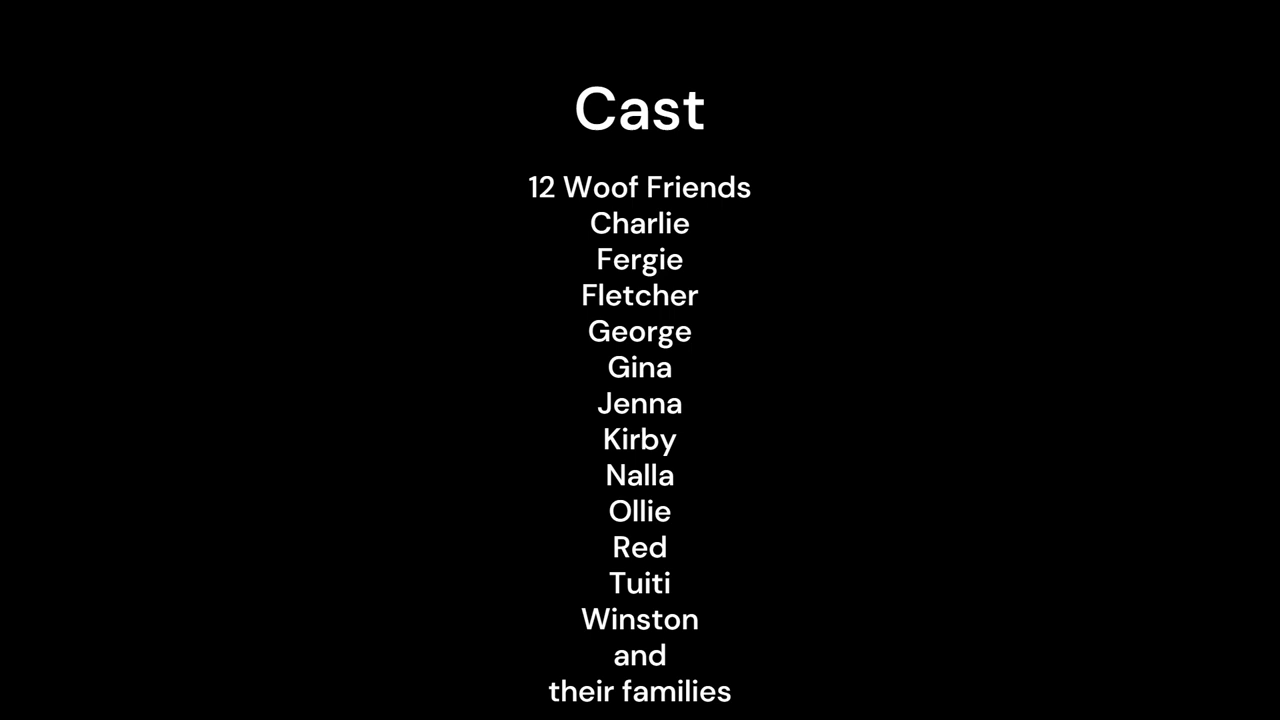 Cast
12 Woof Friends
Charlie
Fergie
Fletcher
George
Gina
Jenna
Kirby
Nalla
Ollie
Red
Tuiti
Winston
and
their families